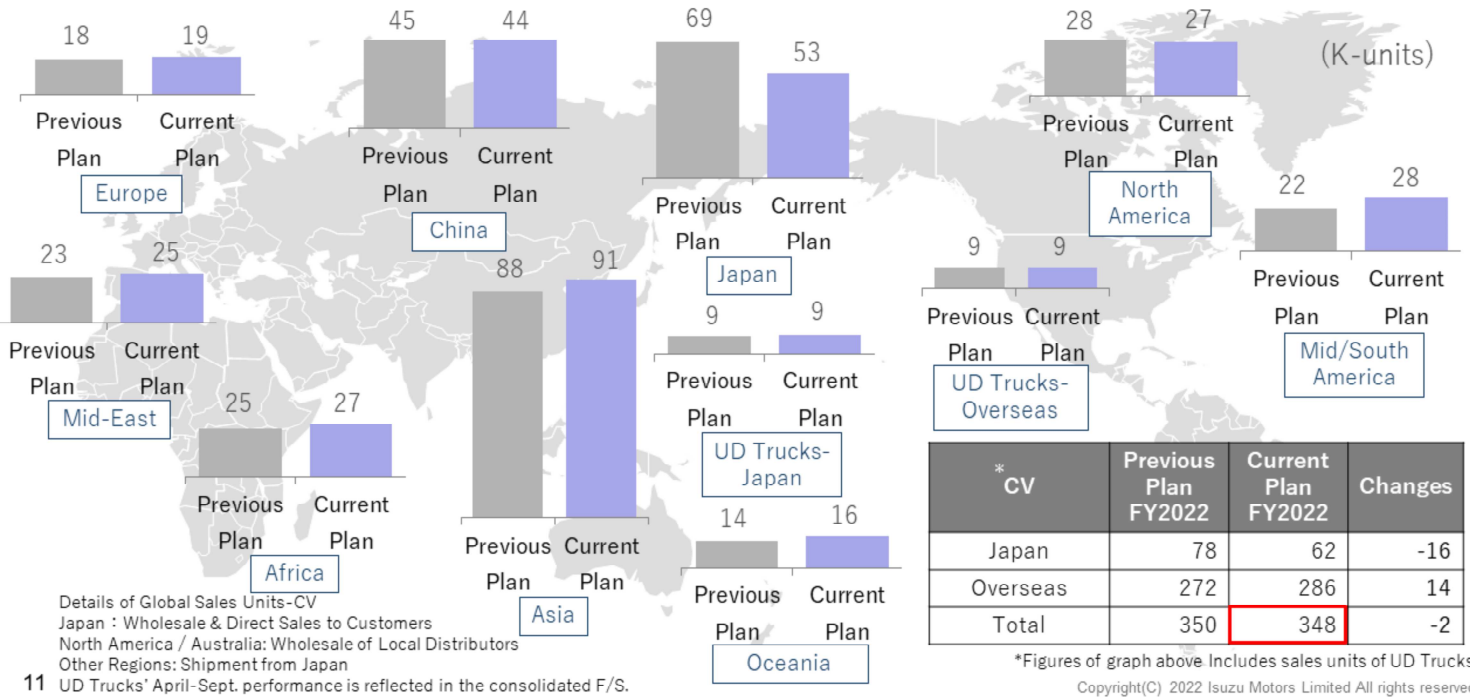 18
19
Previous Plan
Current Plan
Europe
45
44
Previous Plan
Current Plan
China
69
53
Previous Plan
Current Plan
Japan
28
27
Previous Plan
Current Plan
North
America
(K-units)
22
28
Previous Plan
Current Plan
Mid/South
America
23
25
Previous Plan
Current Plan
Mid-East
88
91
Previous Plan
Current Plan
Asia
9
9
Previous Plan
Current Plan
UD Trucks-
Japan
9
9
Previous Plan
Current Plan
UD Trucks-
Overseas
25
27
Previous Plan
Current Plan
Africa
14
16
Previous Plan
Current Plan
Oceania
*CV Previous Plan FY2022 Current Plan FY2022 Changes
Japan 78 62 -16
Overseas 272 286 14
Total 350 348 -2
*Figures of graph above Includes sales units of UD Trucks
Details of Global Sales Units-CV
Japan：Wholesale & Direct Sales to Customers
North America / Australia: Wholesale of Local Distributors
Other Regions: Shipment from Japan
11 UD Trucks' April-Sept. performance is reflected in the consolidated F/S.
Copyright(C) 2022 Isuzu Motors Limited All rights reserved